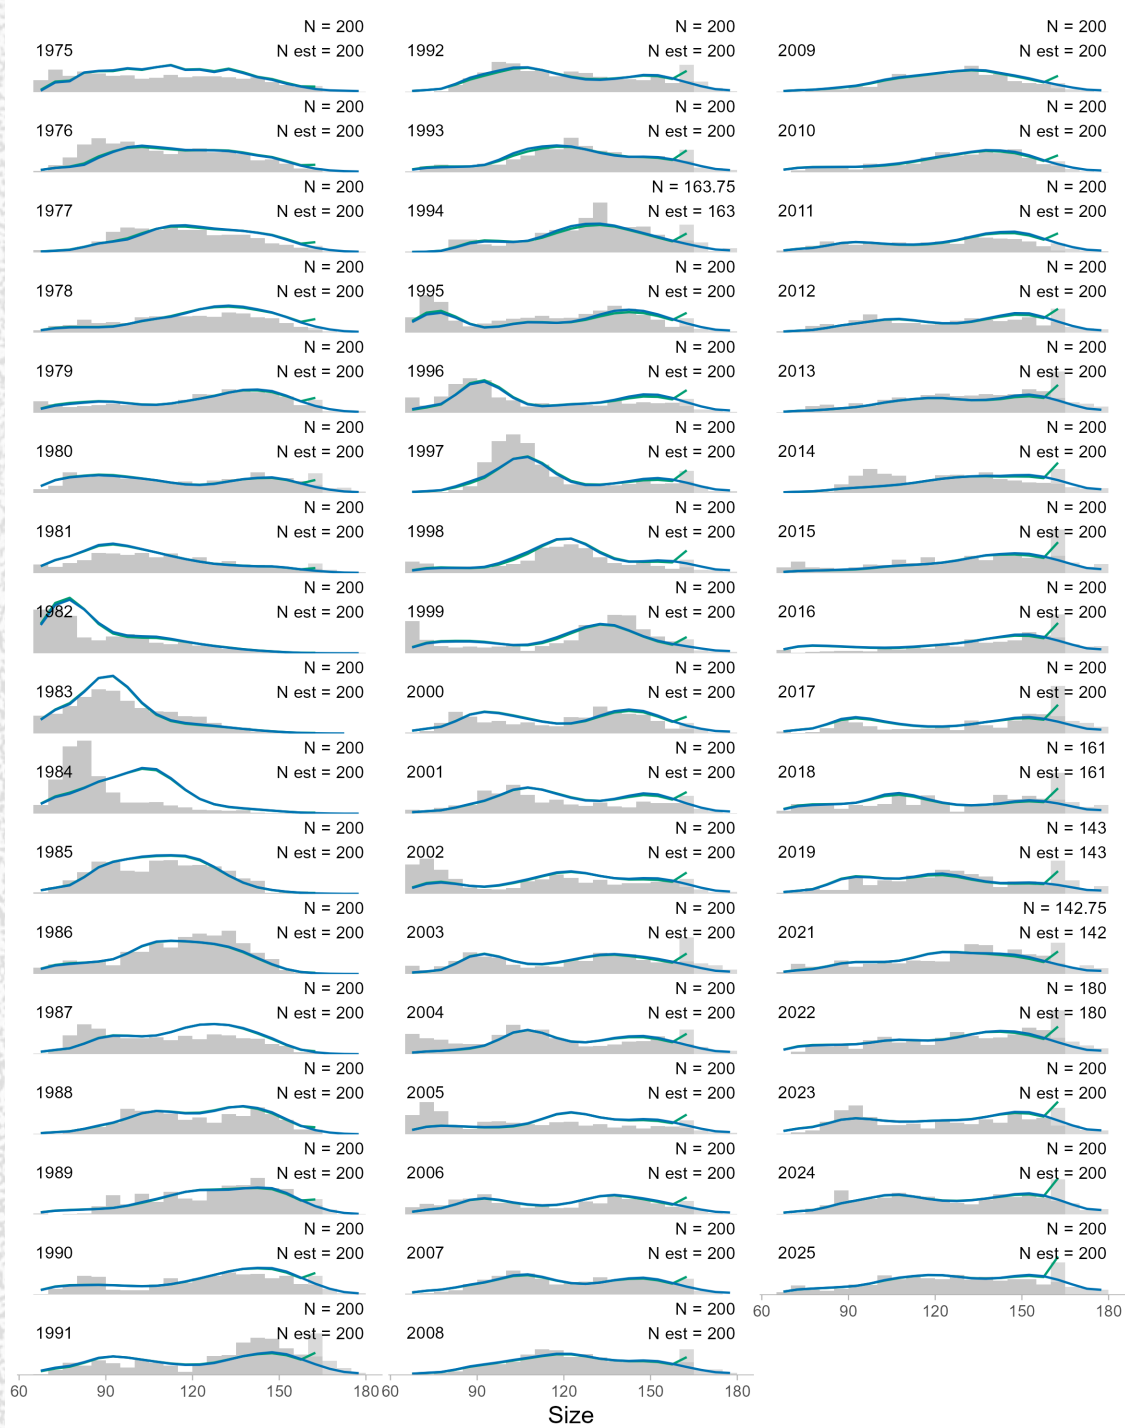 N = 200
1975 N est = 200
N = 200
1976 N est = 200
N = 200
1977 N est = 200
N = 200
1978 N est = 200
N = 200
1979 N est = 200
N = 200
1980 N est = 200
N = 200
1981 N est = 200
N = 200
1982 N est = 200
N = 200
1983 N est = 200
N = 200
1984 N est = 200
N = 200
1985 N est = 200
N = 200
1986 N est = 200
N = 200
1987 N est = 200
N = 200
1988 N est = 200
N = 200
1989 N est = 200
N = 200
1990 N est = 200
N = 200
1991 N est = 200
60 90 120 150 180
N = 200
1992 N est = 200
N = 200
1993 N est = 200
N = 163.75
1994 N est = 163
N = 200
1995 N est = 200
N = 200
1996 N est = 200
N = 200
1997 N est = 200
N = 200
1998 N est = 200
N = 200
1999 N est = 200
N = 200
2000 N est = 200
N = 200
2001 N est = 200
N = 200
2002 N est = 200
N = 200
2003 N est = 200
N = 200
2004 N est = 200
N = 200
2005 N est = 200
N = 200
2006 N est = 200
N = 200
2007 N est = 200
N = 200
2008 N est = 200
60 90 120 150 180
N = 200
2009 N est = 200
N = 200
2010 N est = 200
N = 200
2011 N est = 200
N = 200
2012 N est = 200
N = 200
2013 N est = 200
N = 200
2014 N est = 200
N = 200
2015 N est = 200
N = 200
2016 N est = 200
N = 200
2017 N est = 200
N = 161
2018 N est = 161
N = 143
2019 N est = 143
N = 142.75
2021 N est = 142
N = 180
2022 N est = 180
N = 200
2023 N est = 200
N = 200
2024 N est = 200
N = 200
2025 N est = 200
60 90 120 150 180
Size